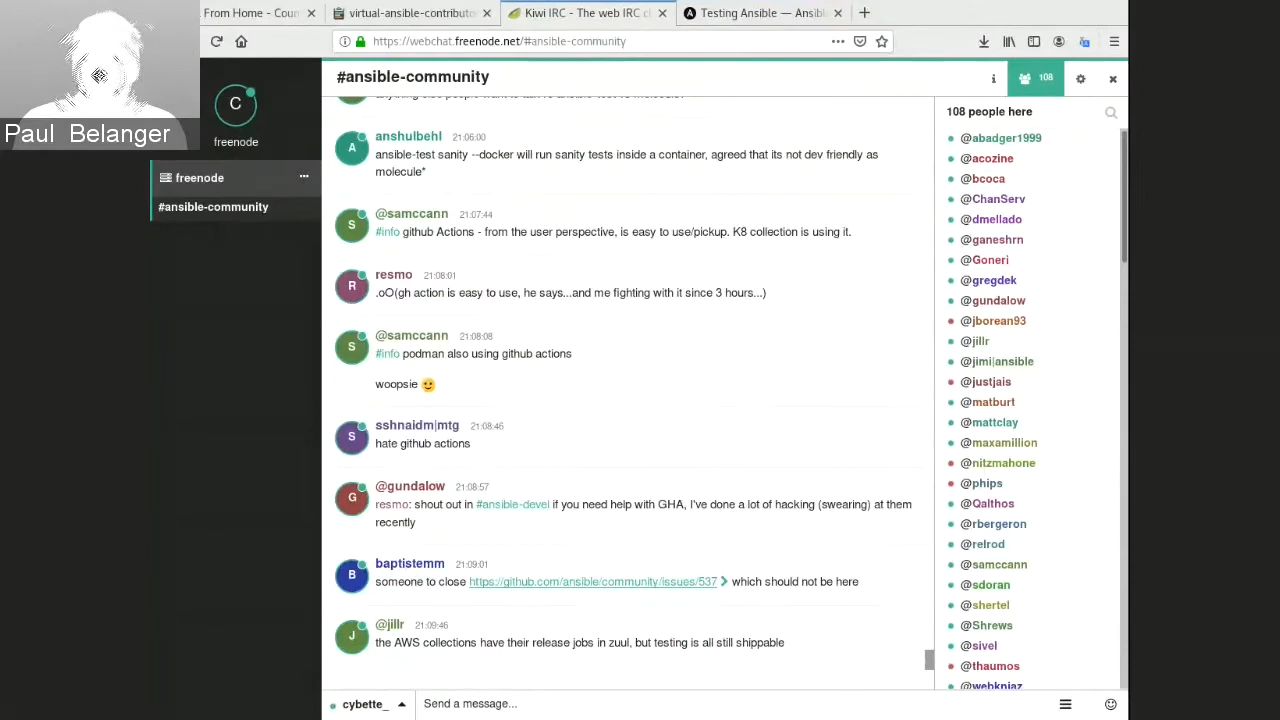 From Home - Coun
virtual-ansible-contributo
Kiwi IRC - The web IRC cl
Testing Ansible — Ansibl
https://webchat.freenode.net/#ansible-community
Paul Belanger
C
freenode
freenode
#ansible-community
#ansible-community
108
anshulbehl 21:06:00
A
ansible-test sanity --docker will run sanity tests inside a container, agreed that its not dev friendly as
molecule*
@samccann 21:07:44
S
#info github Actions - from the user perspective, is easy to use/pickup. K8 collection is using it.
resmo 21:08:01
R
.oO(gh action is easy to use, he says...and me fighting with it since 3 hours...)
@samccann 21:08:08
S
#info podman also using github actions
woopsie
sshnaidm|mtg 21:08:46
S
hate github actions
@gundalow 21:08:57
G
resmo: shout out in #ansible-devel if you need help with GHA, I've done a lot of hacking (swearing) at them
recently
baptistemm 21:09:01
B
someone to close https://github.com/ansible/community/issues/537 which should not be here
@jillr 21:09:46
J
the AWS collections have their release jobs in zuul, but testing is all still shippable
cybette_
Send a message...
108 people here
@abadger1999
@acozine
@bcoca
@ChanServ
@dmellado
@ganeshrn
@Goneri
@gregdek
@gundalow
@jborean93
@jillr
@jimi|ansible
@justjais
@matburt
@mattclay
@maxamillion
@nitzmahone
@phips
@Qalthos
@rbergeron
@relrod
@samccann
@sdoran
@shertel
@Shrews
@sivel
@thaumos
@webknjaz